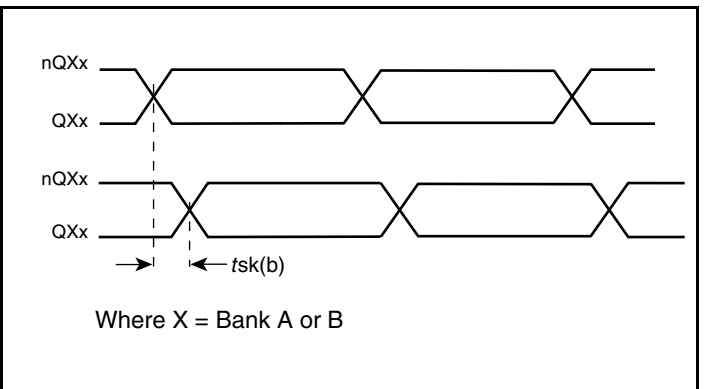 nQXx
QXx
nQXx
QXx
tsk(b)
Where X = Bank A or B